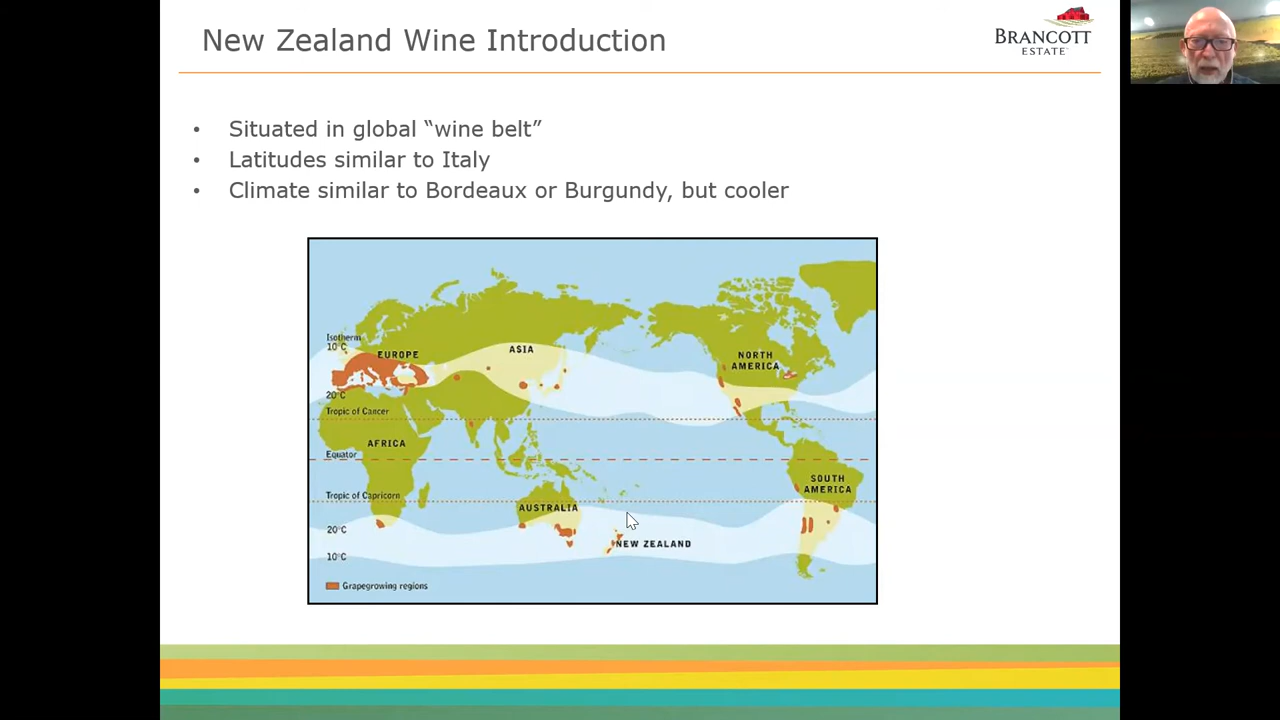 New Zealand Wine Introduction
BRANCOTT
ESTATE
• Situated in global “wine belt”
• Latitudes similar to Italy
• Climate similar to Bordeaux or Burgundy, but cooler
Isotherm
10°C
EUROPE
ASIA
NORTH
AMERICA
20°C
Tropic of Cancer
AFRICA
Equator
SOUTH
AMERICA
Tropic of Capricorn
AUSTRALIA
20°C
NEW ZEALAND
10°C
Grapegrowing regions